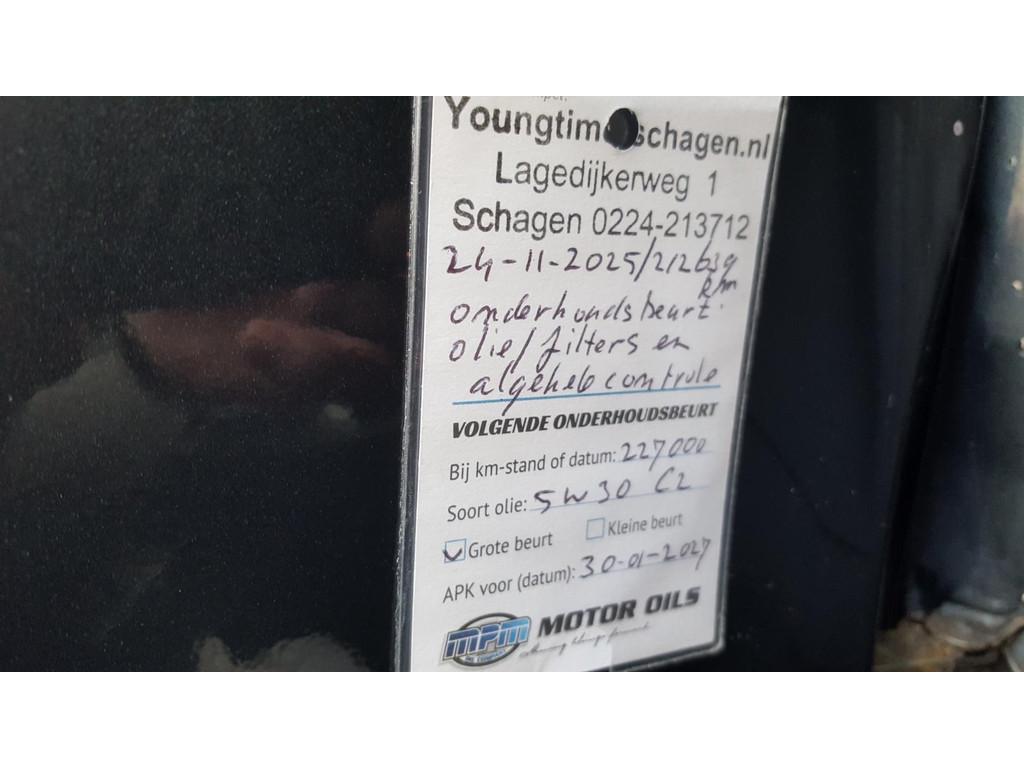 Youngtimerschagen.nl
Lagedijkerweg 1
Schagen 0224-213712
24-11-2025/212639
km
onderhoudsbeurt.
olie/filters en
algehele controle
VOLGENDE ONDERHOUDSBEURT
Bij km-stand of datum: 227000
Soort olie: 5W30 C2
Grote beurt Kleine beurt
APK voor (datum): 30-01-2027
MPM MOTOR OILS